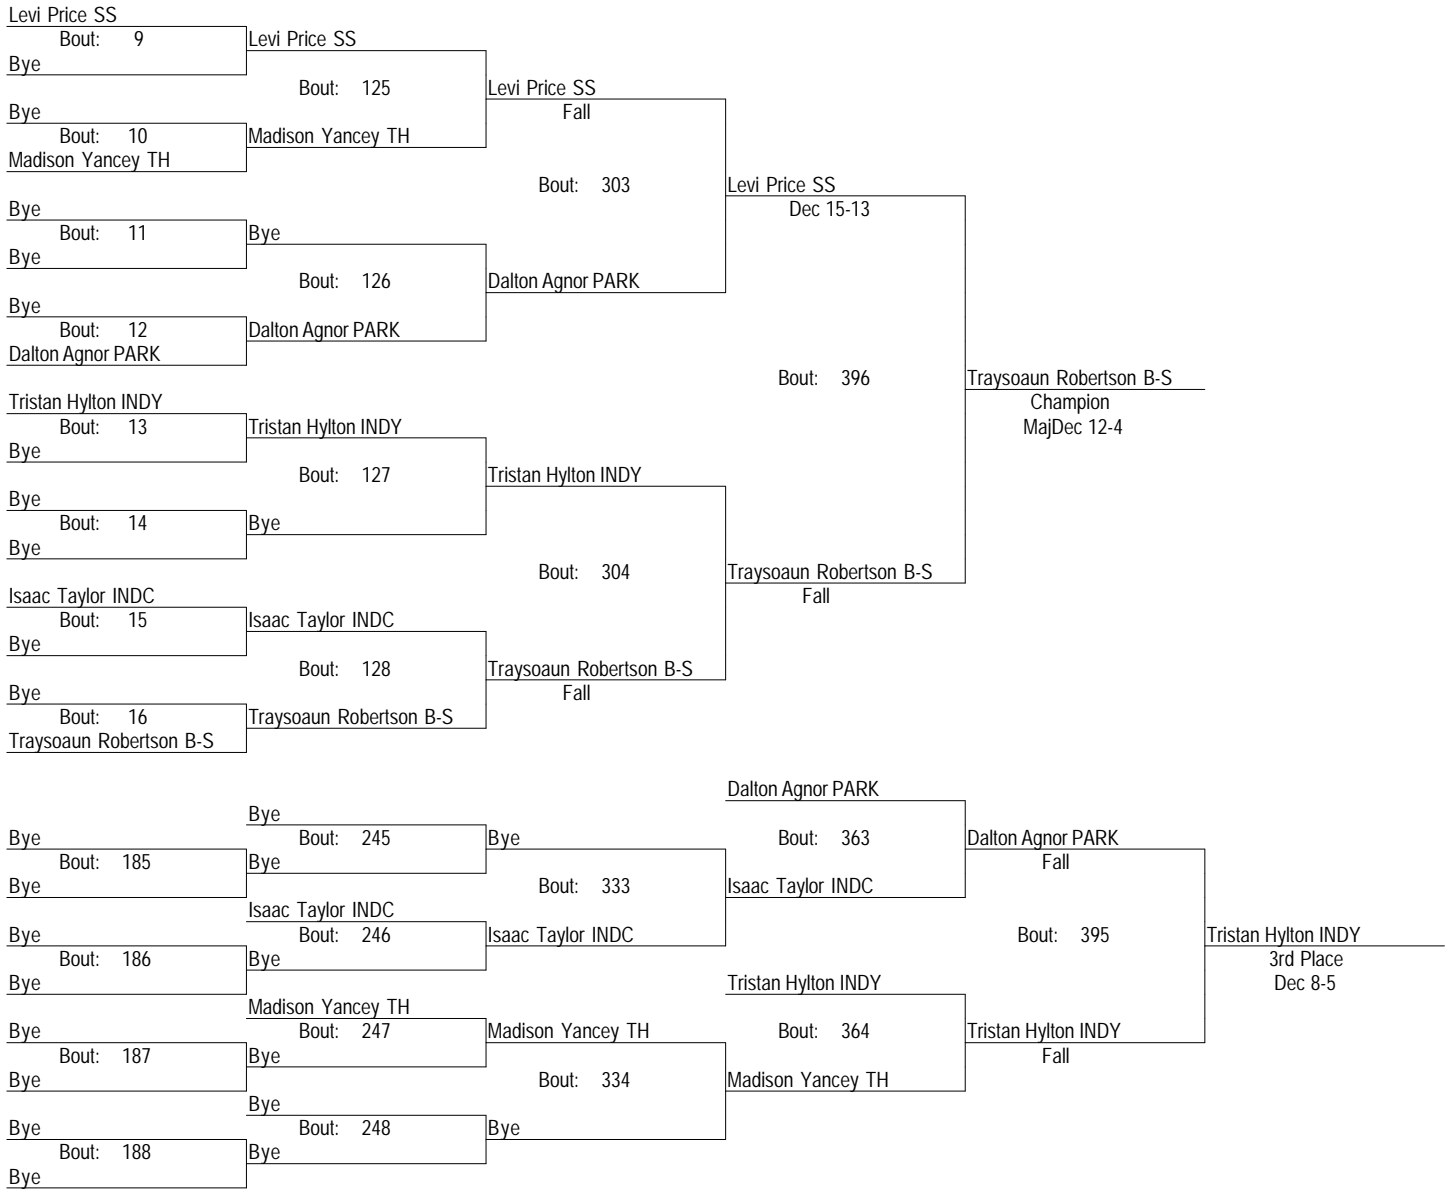 Levi Price SS
Bout: 9 Levi Price SS
Bye
Bout: 125 Levi Price SS
Bye Fall
Bout: 10 Madison Yancey TH
Madison Yancey TH
Bout: 303 Levi Price SS
Bye Dec 15-13
Bout: 11 Bye
Bye
Bout: 126 Dalton Agnor PARK
Bye
Bout: 12 Dalton Agnor PARK
Dalton Agnor PARK
Bout: 396 Traysoaun Robertson B-S
Tristan Hylton INDY Champion
Bout: 13 Tristan Hylton INDY MajDec 12-4
Bye
Bout: 127 Tristan Hylton INDY
Bye
Bout: 14 Bye
Bye
Bout: 304 Traysoaun Robertson B-S
Isaac Taylor INDC Fall
Bout: 15 Isaac Taylor INDC
Bye
Bout: 128 Traysoaun Robertson B-S
Bye Fall
Bout: 16 Traysoaun Robertson B-S
Traysoaun Robertson B-S
Dalton Agnor PARK
Bye
Bye Bout: 245 Bye Bout: 363 Dalton Agnor PARK
Bout: 185 Bye Fall
Bye Bout: 333 Isaac Taylor INDC
Isaac Taylor INDC
Bye Bout: 246 Isaac Taylor INDC Bout: 395 Tristan Hylton INDY
Bout: 186 Bye 3rd Place
Bye Tristan Hylton INDY Dec 8-5
Madison Yancey TH
Bye Bout: 247 Madison Yancey TH Bout: 364 Tristan Hylton INDY
Bout: 187 Bye Fall
Bye Bout: 334 Madison Yancey TH
Bye
Bye Bout: 248 Bye
Bout: 188 Bye
Bye